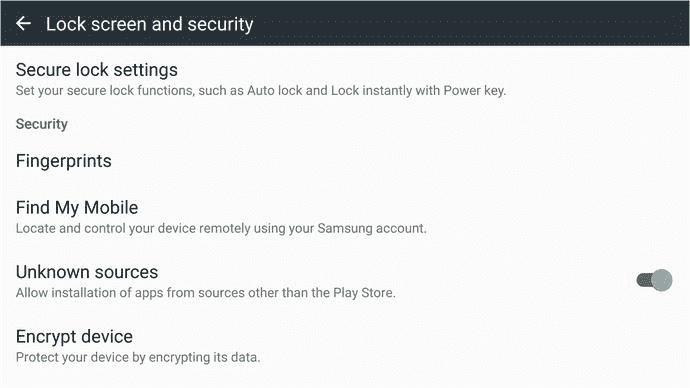 Lock screen and security
Secure lock settings
Set your secure lock functions, such as Auto lock and Lock instantly with Power key.
Security
Fingerprints
Find My Mobile
Locate and control your device remotely using your Samsung account.
Unknown sources
Allow installation of apps from sources other than the Play Store.
Encrypt device
Protect your device by encrypting its data.